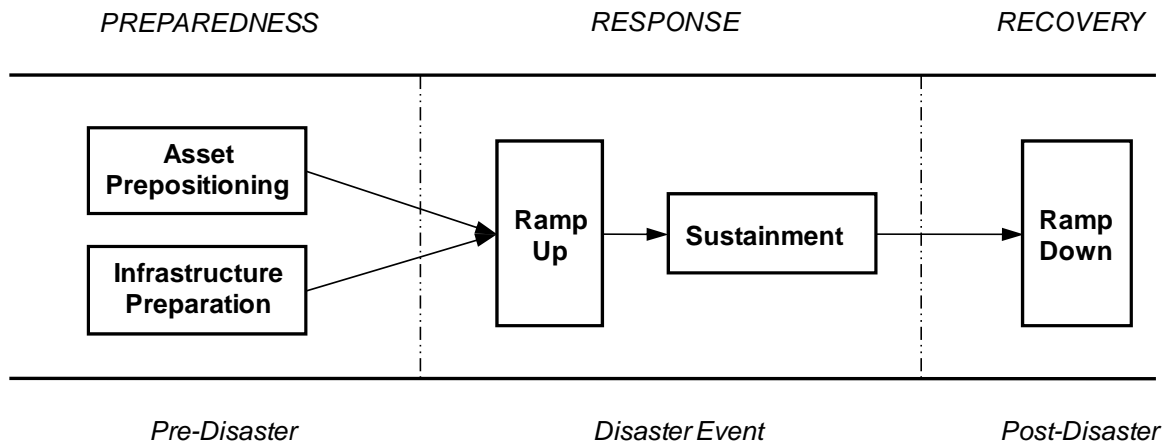 PREPAREDNESS
RESPONSE
RECOVERY
Asset
Prepositioning
Infrastructure
Preparation
Ramp
Up
Sustainment
Ramp
Down
Pre-Disaster
Disaster Event
Post-Disaster